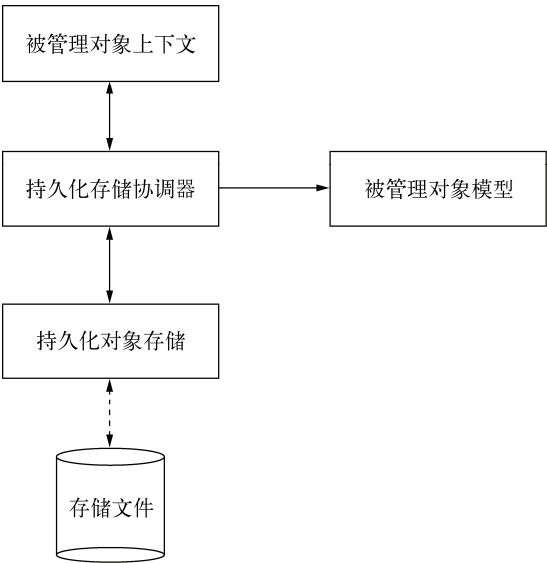 被管理对象上下文
持久化存储协调器
被管理对象模型
持久化对象存储
存储文件